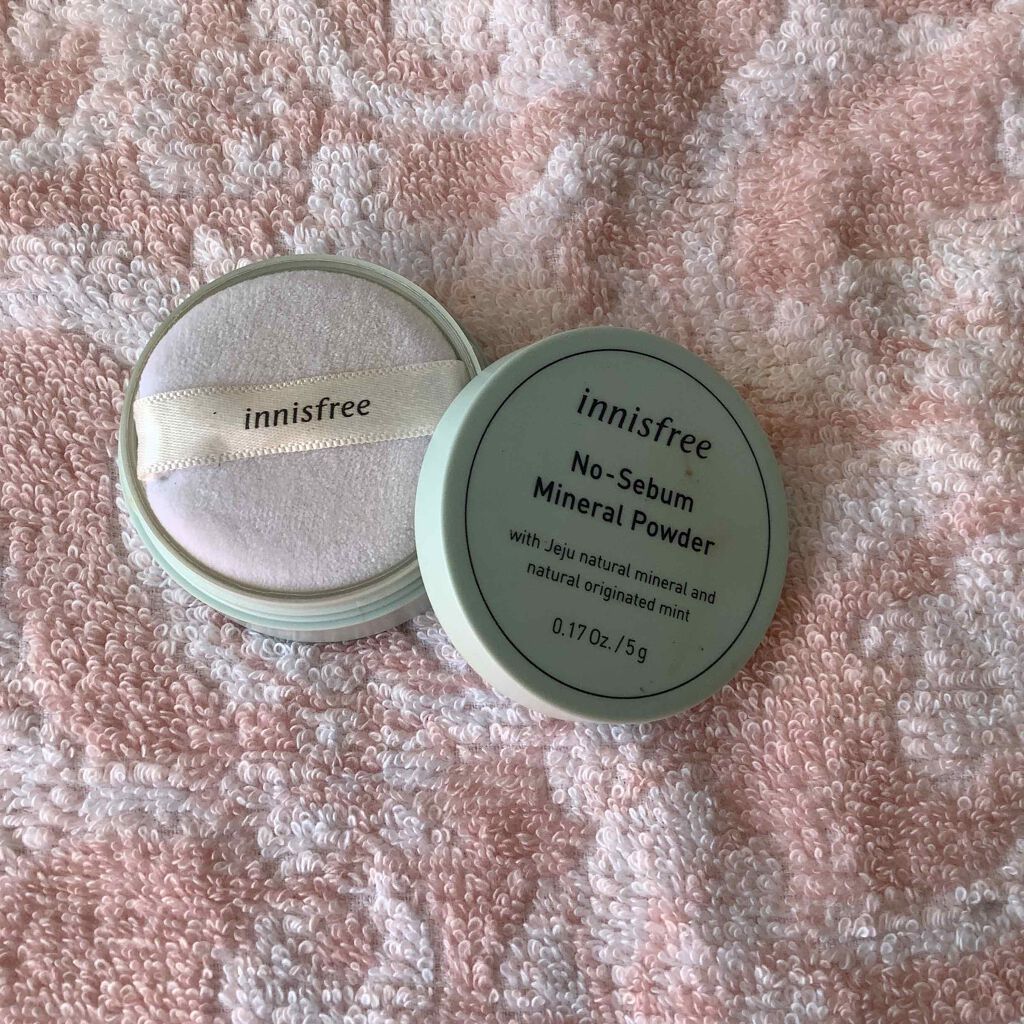 innisfree
innisfree
No-Sebum
Mineral Powder
with Jeju natural mineral and
natural originated mint
0.17 Oz. / 5 g